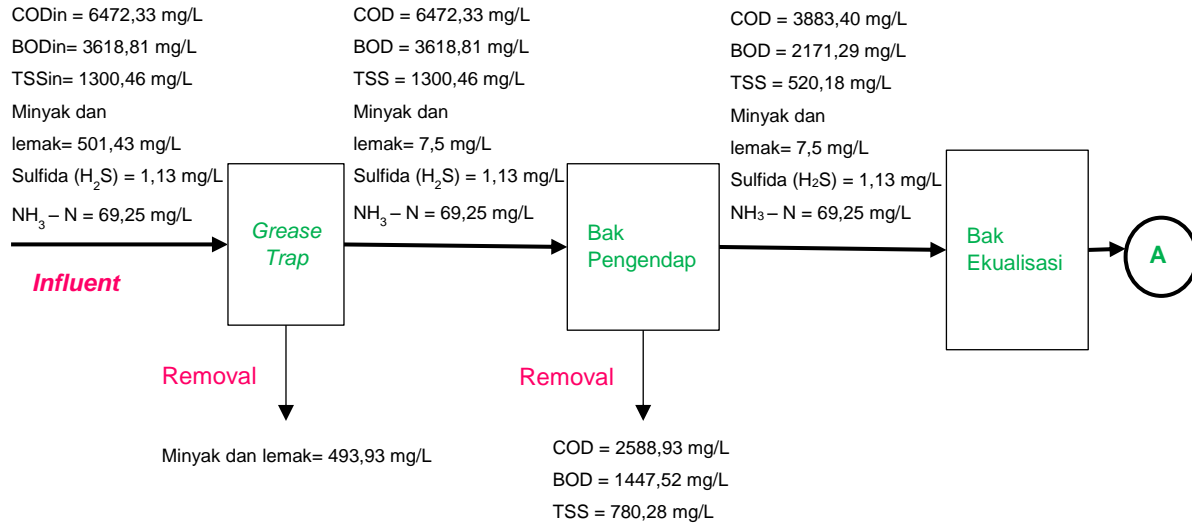 CODin = 6472,33 mg/L
BODin= 3618,81 mg/L
TSSin= 1300,46 mg/L
Minyak dan
lemak= 501,43 mg/L
Sulfida (H₂S) = 1,13 mg/L
NH₃ – N = 69,25 mg/L
Influent
Grease
Trap
Removal
Minyak dan lemak= 493,93 mg/L
COD = 6472,33 mg/L
BOD = 3618,81 mg/L
TSS = 1300,46 mg/L
Minyak dan
lemak= 7,5 mg/L
Sulfida (H₂S) = 1,13 mg/L
NH₃ – N = 69,25 mg/L
Bak
Pengendap
Removal
COD = 2588,93 mg/L
BOD = 1447,52 mg/L
TSS = 780,28 mg/L
COD = 3883,40 mg/L
BOD = 2171,29 mg/L
TSS = 520,18 mg/L
Minyak dan
lemak= 7,5 mg/L
Sulfida (H₂S) = 1,13 mg/L
NH₃ – N = 69,25 mg/L
Bak
Ekualisasi
A